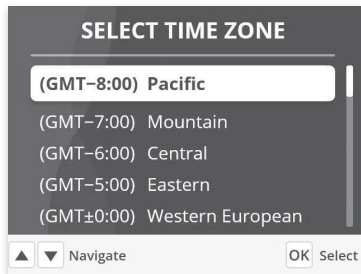 SELECT TIME ZONE
(GMT−8:00) Pacific
(GMT−7:00) Mountain
(GMT−6:00) Central
(GMT−5:00) Eastern
(GMT±0:00) Western European
▲ ▼ Navigate OK Select